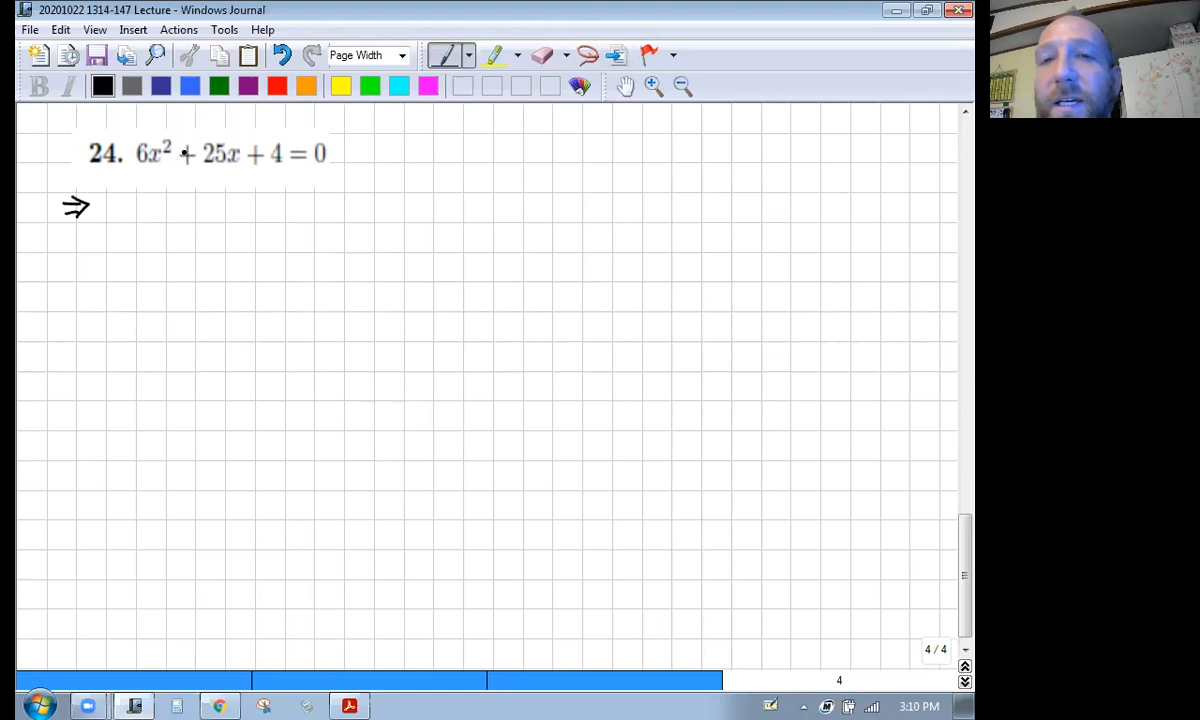 20201022 1314-147 Lecture - Windows Journal
File Edit View Insert Actions Tools Help
Page Width
B I
24. 6x² + 25x + 4 = 0
⇒
4 / 4
4
3:10 PM